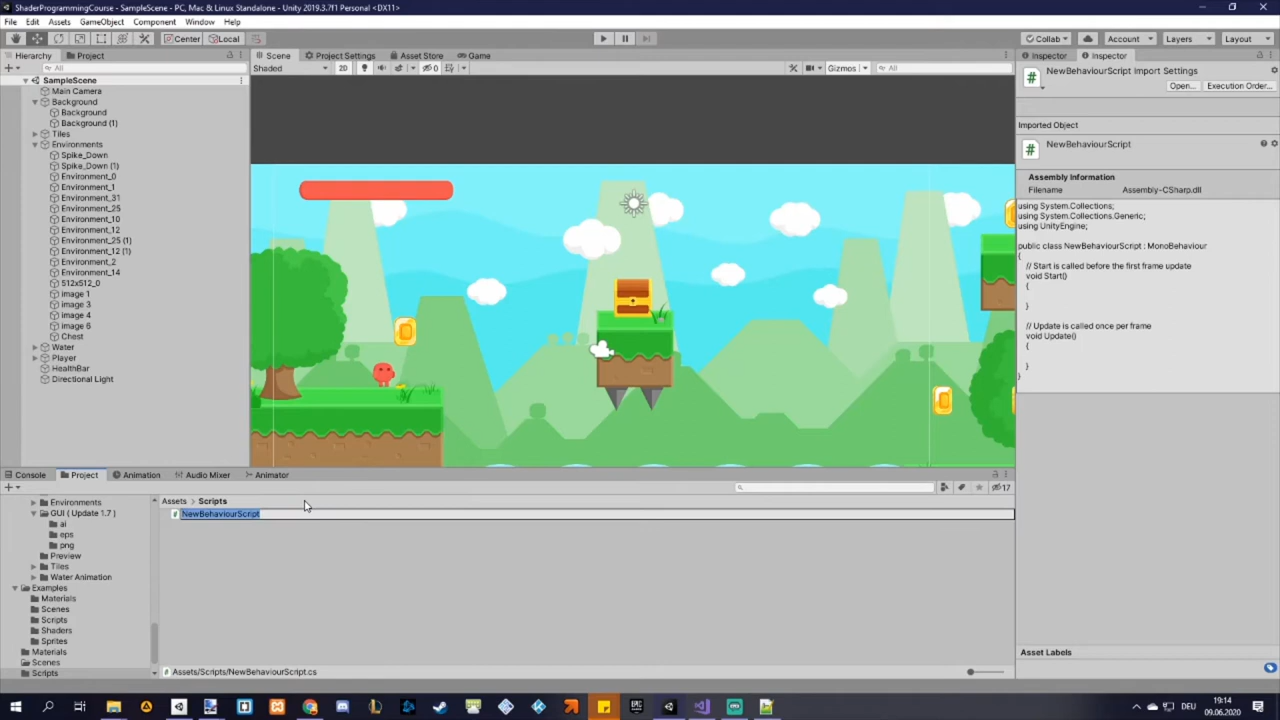 ShaderProgrammingCourse - SampleScene - PC, Mac & Linux Standalone - Unity 2019.3.7f1 Personal <DX11>
File Edit Assets GameObject Component Window Help
Center Local Collab Account Layers Layout
Hierarchy Project Scene Project Settings Asset Store Game Inspector Inspector
All Shaded 2D 0 Gizmos All
SampleScene
Main Camera
Background
Background
Background (1)
Tiles
Environments
Spike_Down
Spike_Down (1)
Environment_0
Environment_1
Environment_31
Environment_25
Environment_10
Environment_12
Environment_25 (1)
Environment_12 (1)
Environment_2
Environment_14
512x512_0
image 1
image 3
image 4
image 6
Chest
Water
Player
HealthBar
Directional Light
NewBehaviourScript Import Settings
Open... Execution Order...
Imported Object
NewBehaviourScript
Assembly Information
Filename Assembly-CSharp.dll
using System.Collections;
using System.Collections.Generic;
using UnityEngine;
public class NewBehaviourScript : MonoBehaviour
{
// Start is called before the first frame update
void Start()
{
}
// Update is called once per frame
void Update()
{
}
}
Asset Labels
Console Project Animation Audio Mixer Animator
17
Environments
GUI ( Update 1.7 )
ai
eps
png
Preview
Tiles
Water Animation
Examples
Materials
Scenes
Scripts
Shaders
Sprites
Materials
Scenes
Scripts
Assets > Scripts
NewBehaviourScript
Assets/Scripts/NewBehaviourScript.cs
DEU
19:14
09.06.2020